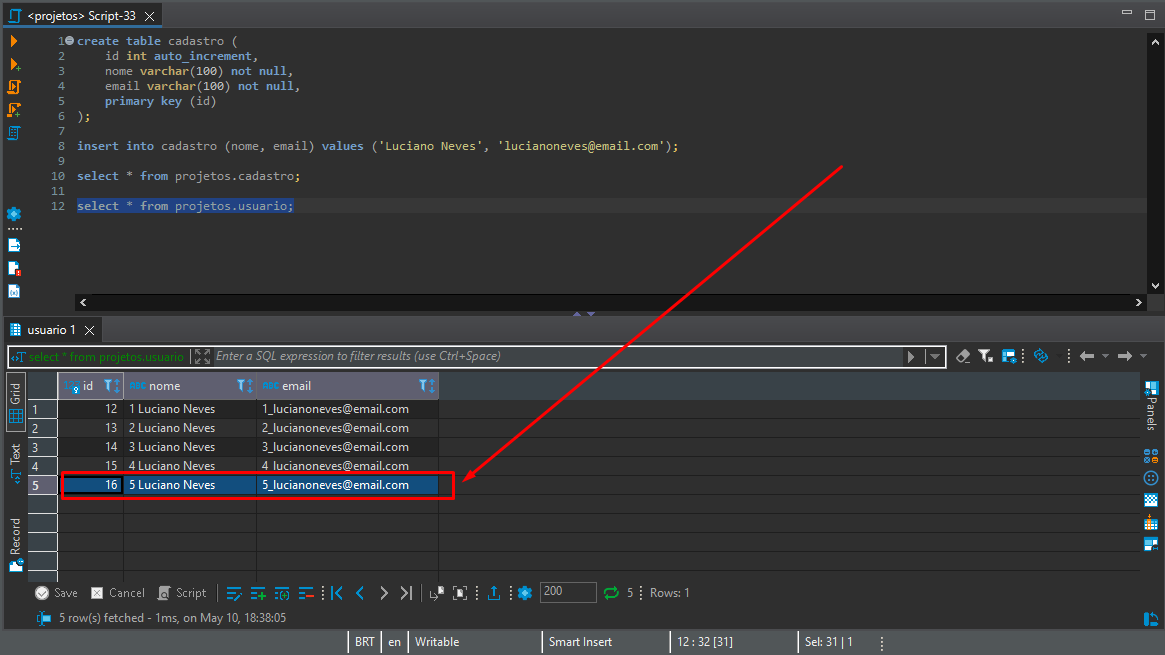 <projetos> Script-33
1 create table cadastro (
2 id int auto_increment,
3 nome varchar(100) not null,
4 email varchar(100) not null,
5 primary key (id)
6 );
7
8 insert into cadastro (nome, email) values ('Luciano Neves', 'lucianoneves@email.com');
9
10 select * from projetos.cadastro;
11
12 select * from projetos.usuario;
usuario 1
select * from projetos.usuario Enter a SQL expression to filter results (use Ctrl+Space)
Grid
Text
Record
Panels
id nome email
1 12 1 Luciano Neves 1_lucianoneves@email.com
2 13 2 Luciano Neves 2_lucianoneves@email.com
3 14 3 Luciano Neves 3_lucianoneves@email.com
4 15 4 Luciano Neves 4_lucianoneves@email.com
5 16 5 Luciano Neves 5_lucianoneves@email.com
Save Cancel Script 200 5 Rows: 1
5 row(s) fetched - 1ms, on May 10, 18:38:05
BRT en Writable Smart Insert 12 : 32 [31] Sel: 31 | 1